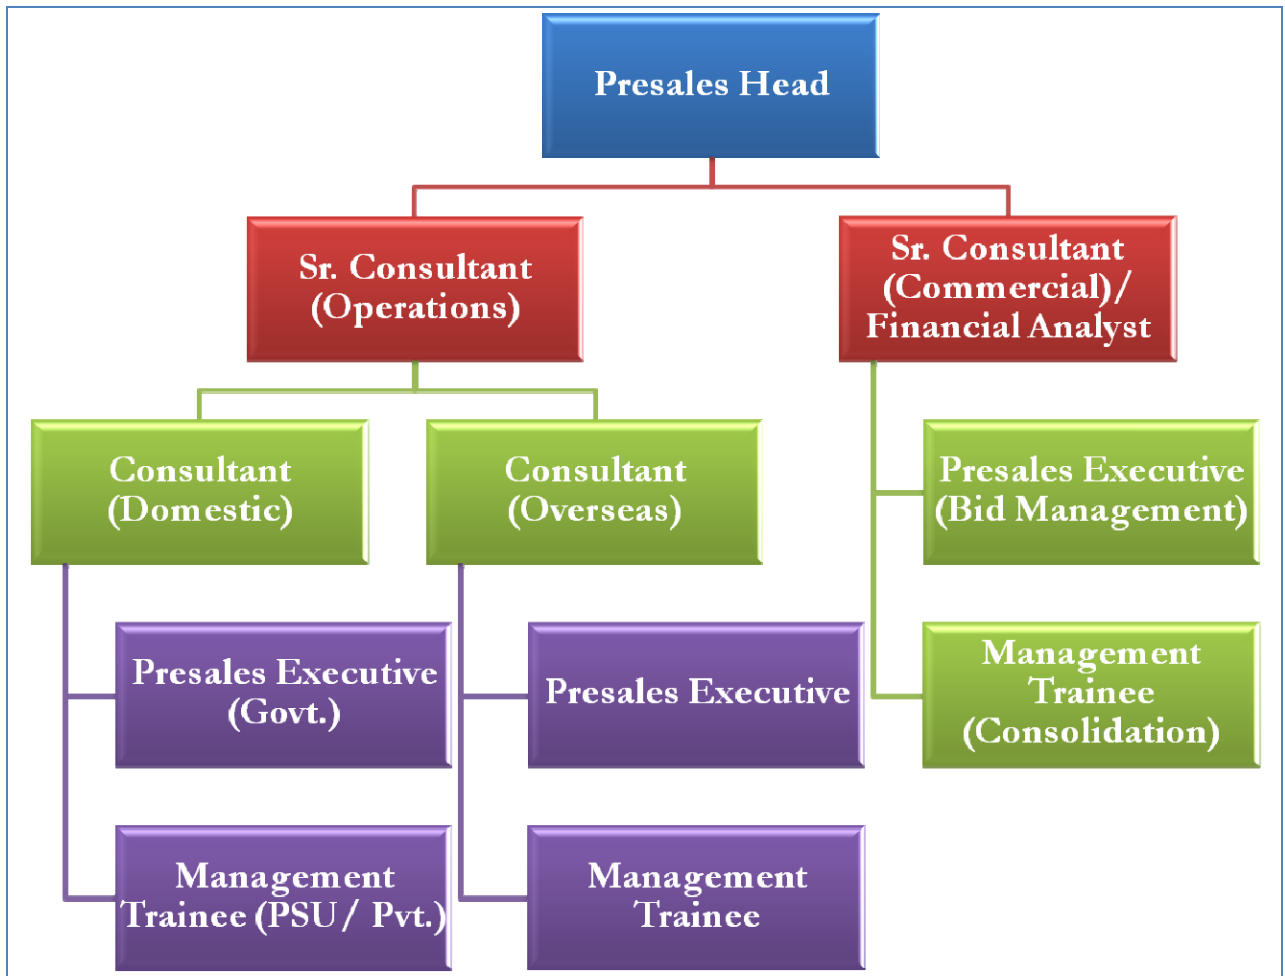 Presales Head
Sr. Consultant
(Operations)
Sr. Consultant
(Commercial)/
Financial Analyst
Consultant
(Domestic)
Consultant
(Overseas)
Presales Executive
(Bid Management)
Presales Executive
(Govt.)
Presales Executive
Management
Trainee
(Consolidation)
Management
Trainee (PSU/ Pvt.)
Management
Trainee